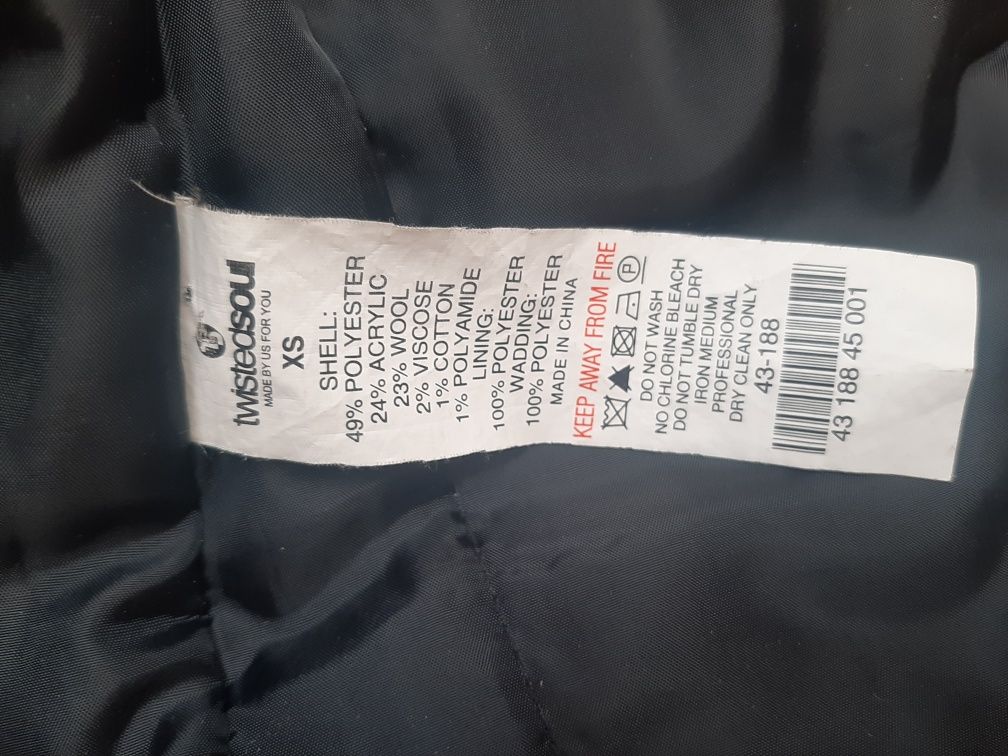 twistedsoul
MADE BY US FOR YOU
XS
SHELL:
49% POLYESTER
24% ACRYLIC
23% WOOL
2% VISCOSE
1% COTTON
1% POLYAMIDE
LINING:
100% POLYESTER
WADDING:
100% POLYESTER
MADE IN CHINA
KEEP AWAY FROM FIRE
P
DO NOT WASH
NO CHLORINE BLEACH
DO NOT TUMBLE DRY
IRON MEDIUM
PROFESSIONAL
DRY CLEAN ONLY
43-188
43 188 45 001